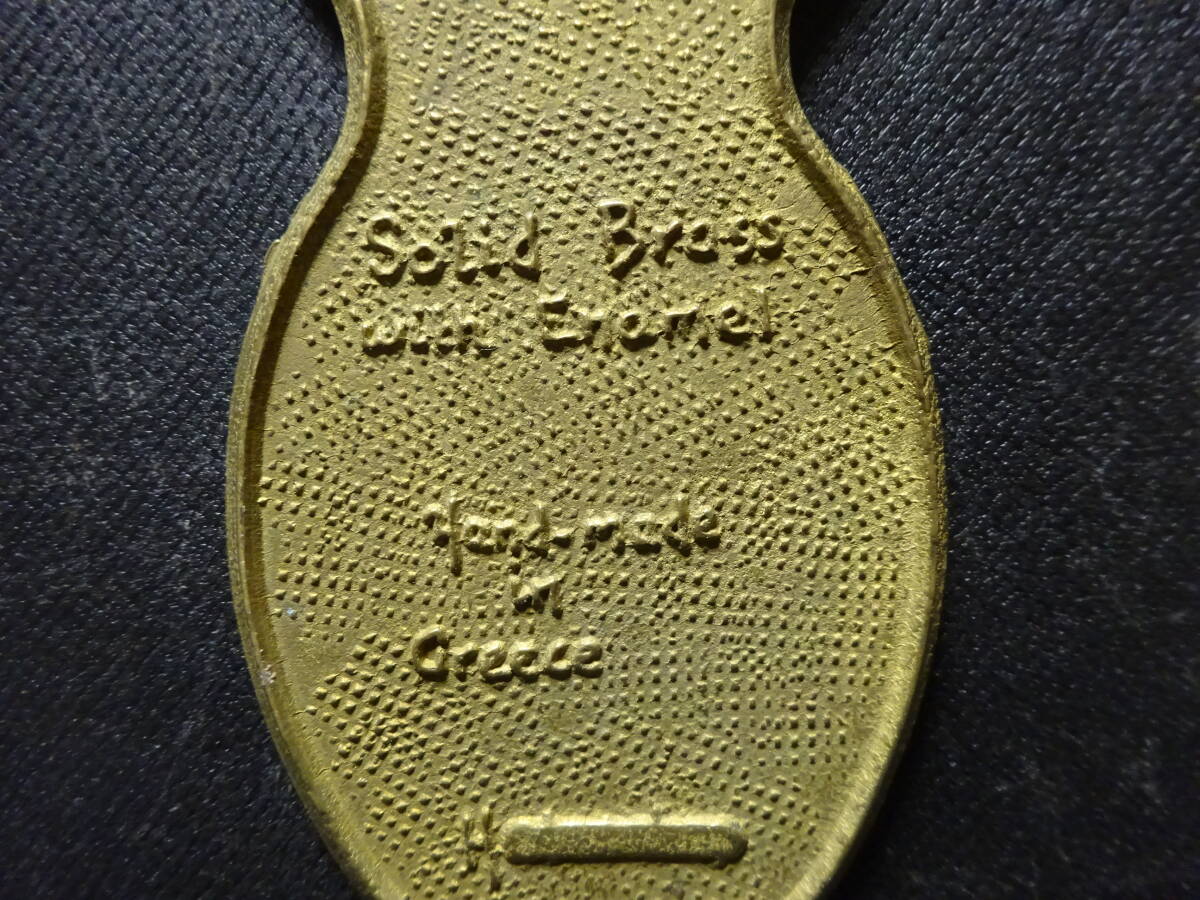 Solid Brass
with Enamel
Hand-made
in
Greece